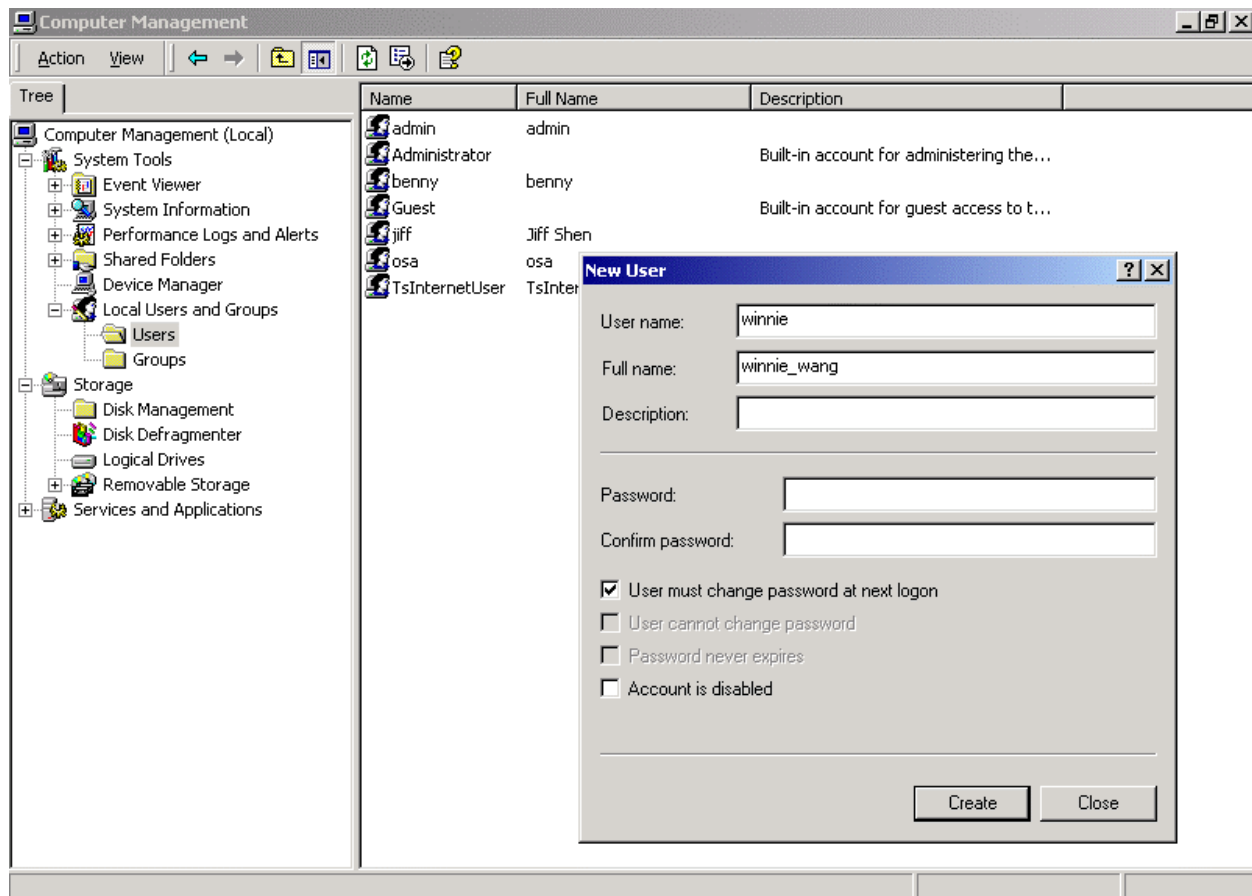 Computer Management
Action View
Tree
Name Full Name Description
Computer Management (Local)
System Tools
Event Viewer
System Information
Performance Logs and Alerts
Shared Folders
Device Manager
Local Users and Groups
Users
Groups
Storage
Disk Management
Disk Defragmenter
Logical Drives
Removable Storage
Services and Applications
admin admin
Administrator Built-in account for administering the...
benny benny
Guest Built-in account for guest access to t...
jiff Jiff Shen
osa osa
TsInternetUser TsInter
New User
User name: winnie
Full name: winnie_wang
Description:
Password:
Confirm password:
User must change password at next logon
User cannot change password
Password never expires
Account is disabled
Create Close